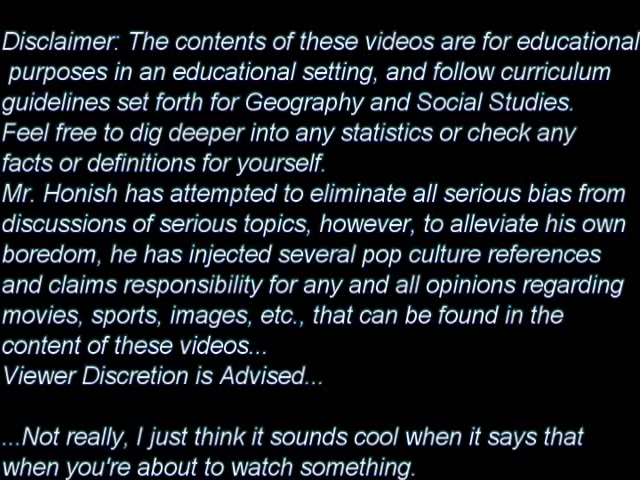 Disclaimer: The contents of these videos are for educational
purposes in an educational setting, and follow curriculum
guidelines set forth for Geography and Social Studies.
Feel free to dig deeper into any statistics or check any
facts or definitions for yourself.
Mr. Honish has attempted to eliminate all serious bias from
discussions of serious topics, however, to alleviate his own
boredom, he has injected several pop culture references
and claims responsibility for any and all opinions regarding
movies, sports, images, etc., that can be found in the
content of these videos...
Viewer Discretion is Advised...
...Not really, I just think it sounds cool when it says that
when you're about to watch something.